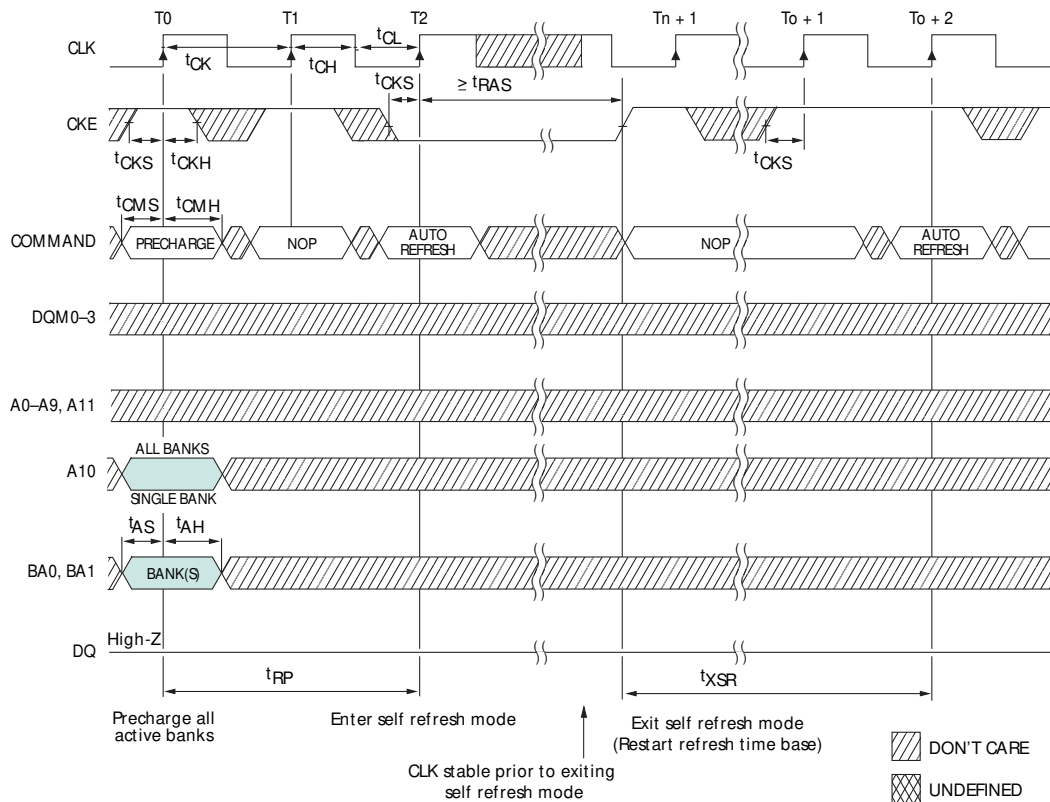 T0 T1 T2 Tn + 1 To + 1 To + 2
CLK
tCK tCH tCL
tCKS ≥ tRAS
CKE
tCKS tCKH tCKS
tCMS tCMH
COMMAND PRECHARGE NOP AUTO REFRESH NOP AUTO REFRESH
DQM0–3
A0–A9, A11
ALL BANKS
A10
SINGLE BANK
tAS tAH
BA0, BA1 BANK(S)
High-Z
DQ
tRP tXSR
Precharge all
active banks
Enter self refresh mode
CLK stable prior to exiting
self refresh mode
Exit self refresh mode
(Restart refresh time base)
DON'T CARE
UNDEFINED